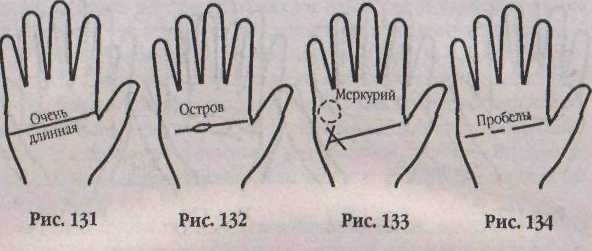 Очень
длинная
Остров
Меркурий
Пробелы
Рис. 131
Рис. 132
Рис. 133
Рис. 134